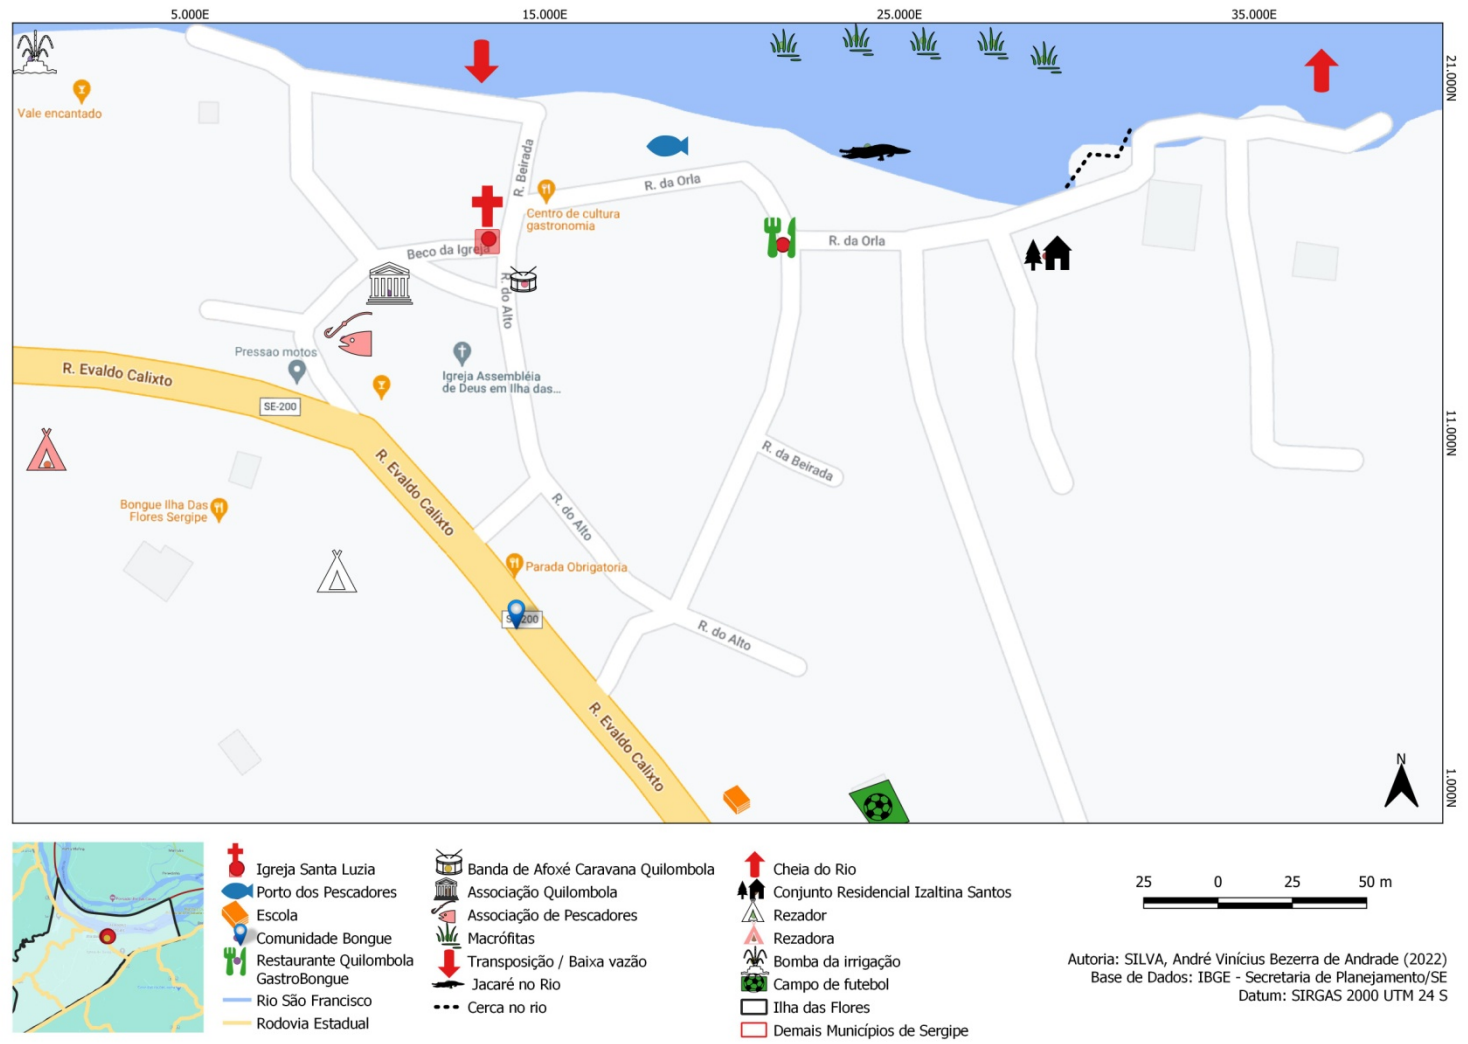 5.000E
15.000E
25.000E
35.000E
21.000N
11.000N
1.000N
Vale encantado
R. Beirada
R. da Orla
Centro de cultura
gastronomia
Beco da Igreja
R. da Orla
R. do Alto
Pressao motos
Igreja Assembléia
de Deus em Ilha das...
R. Evaldo Calixto
SE-200
R. Evaldo Calixto
R. da Beirada
Bongue Ilha Das
Flores Sergipe
R. do Alto
Parada Obrigatoria
R. do Alto
R. Evaldo Calixto
N
Igreja Santa Luzia
Porto dos Pescadores
Escola
Comunidade Bongue
Restaurante Quilombola
GastroBongue
Rio São Francisco
Rodovia Estadual
Banda de Afoxé Caravana Quilombola
Associação Quilombola
Associação de Pescadores
Macrófitas
Transposição / Baixa vazão
Jacaré no Rio
Cerca no rio
Cheia do Rio
Conjunto Residencial Izaltina Santos
Rezador
Rezadora
Bomba da irrigação
Campo de futebol
Ilha das Flores
Demais Municípios de Sergipe
25 0 25 50 m
Autoria: SILVA, André Vinícius Bezerra de Andrade (2022)
Base de Dados: IBGE - Secretaria de Planejamento/SE
Datum: SIRGAS 2000 UTM 24 S